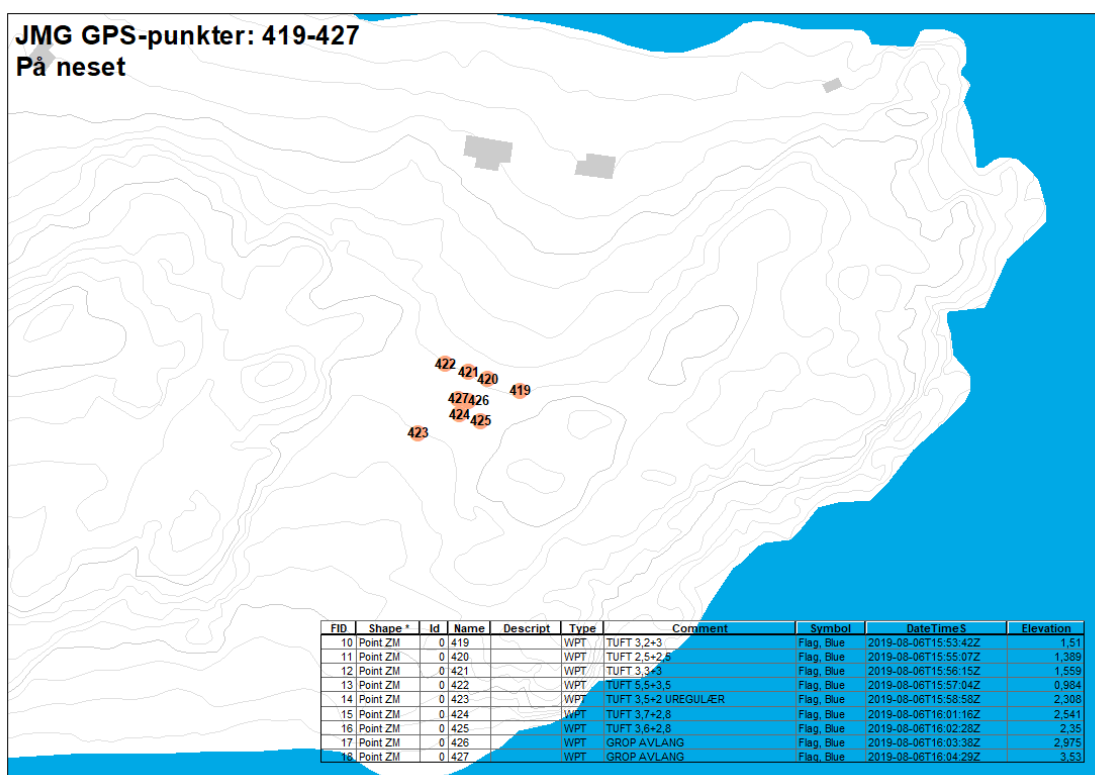 JMG GPS-punkter: 419-427
På neset
422
421
420
419
427
426
424
425
423
FID Shape * Id Name Descript Type Comment Symbol DateTimeS Elevation
10 Point ZM 0 419 WPT TUFT 3,2+3 Flag, Blue 2019-08-06T15:53:42Z 1,51
11 Point ZM 0 420 WPT TUFT 2,5+2,5 Flag, Blue 2019-08-06T15:55:07Z 1,389
12 Point ZM 0 421 WPT TUFT 3,3+3 Flag, Blue 2019-08-06T15:56:15Z 1,559
13 Point ZM 0 422 WPT TUFT 5,5+3,5 Flag, Blue 2019-08-06T15:57:04Z 0,984
14 Point ZM 0 423 WPT TUFT 3,5+2 UREGULÆR Flag, Blue 2019-08-06T15:58:58Z 2,308
15 Point ZM 0 424 WPT TUFT 3,7+2,8 Flag, Blue 2019-08-06T16:01:16Z 2,541
16 Point ZM 0 425 WPT TUFT 3,6+2,8 Flag, Blue 2019-08-06T16:02:28Z 2,35
17 Point ZM 0 426 WPT GROP AVLANG Flag, Blue 2019-08-06T16:03:38Z 2,975
18 Point ZM 0 427 WPT GROP AVLANG Flag, Blue 2019-08-06T16:04:29Z 3,53